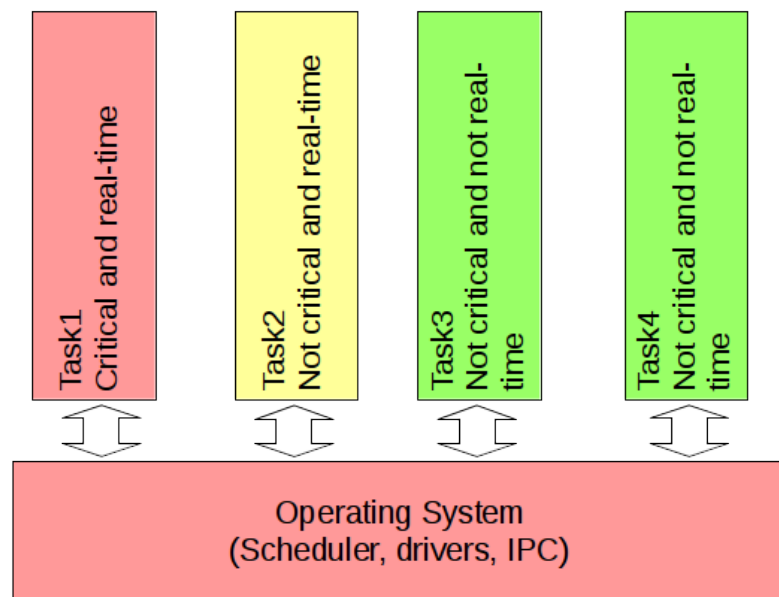 Task1
Critical and real-time
Task2
Not critical and real-time
Task3
Not critical and not real-
time
Task4
Not critical and not real-
time
Operating System
(Scheduler, drivers, IPC)